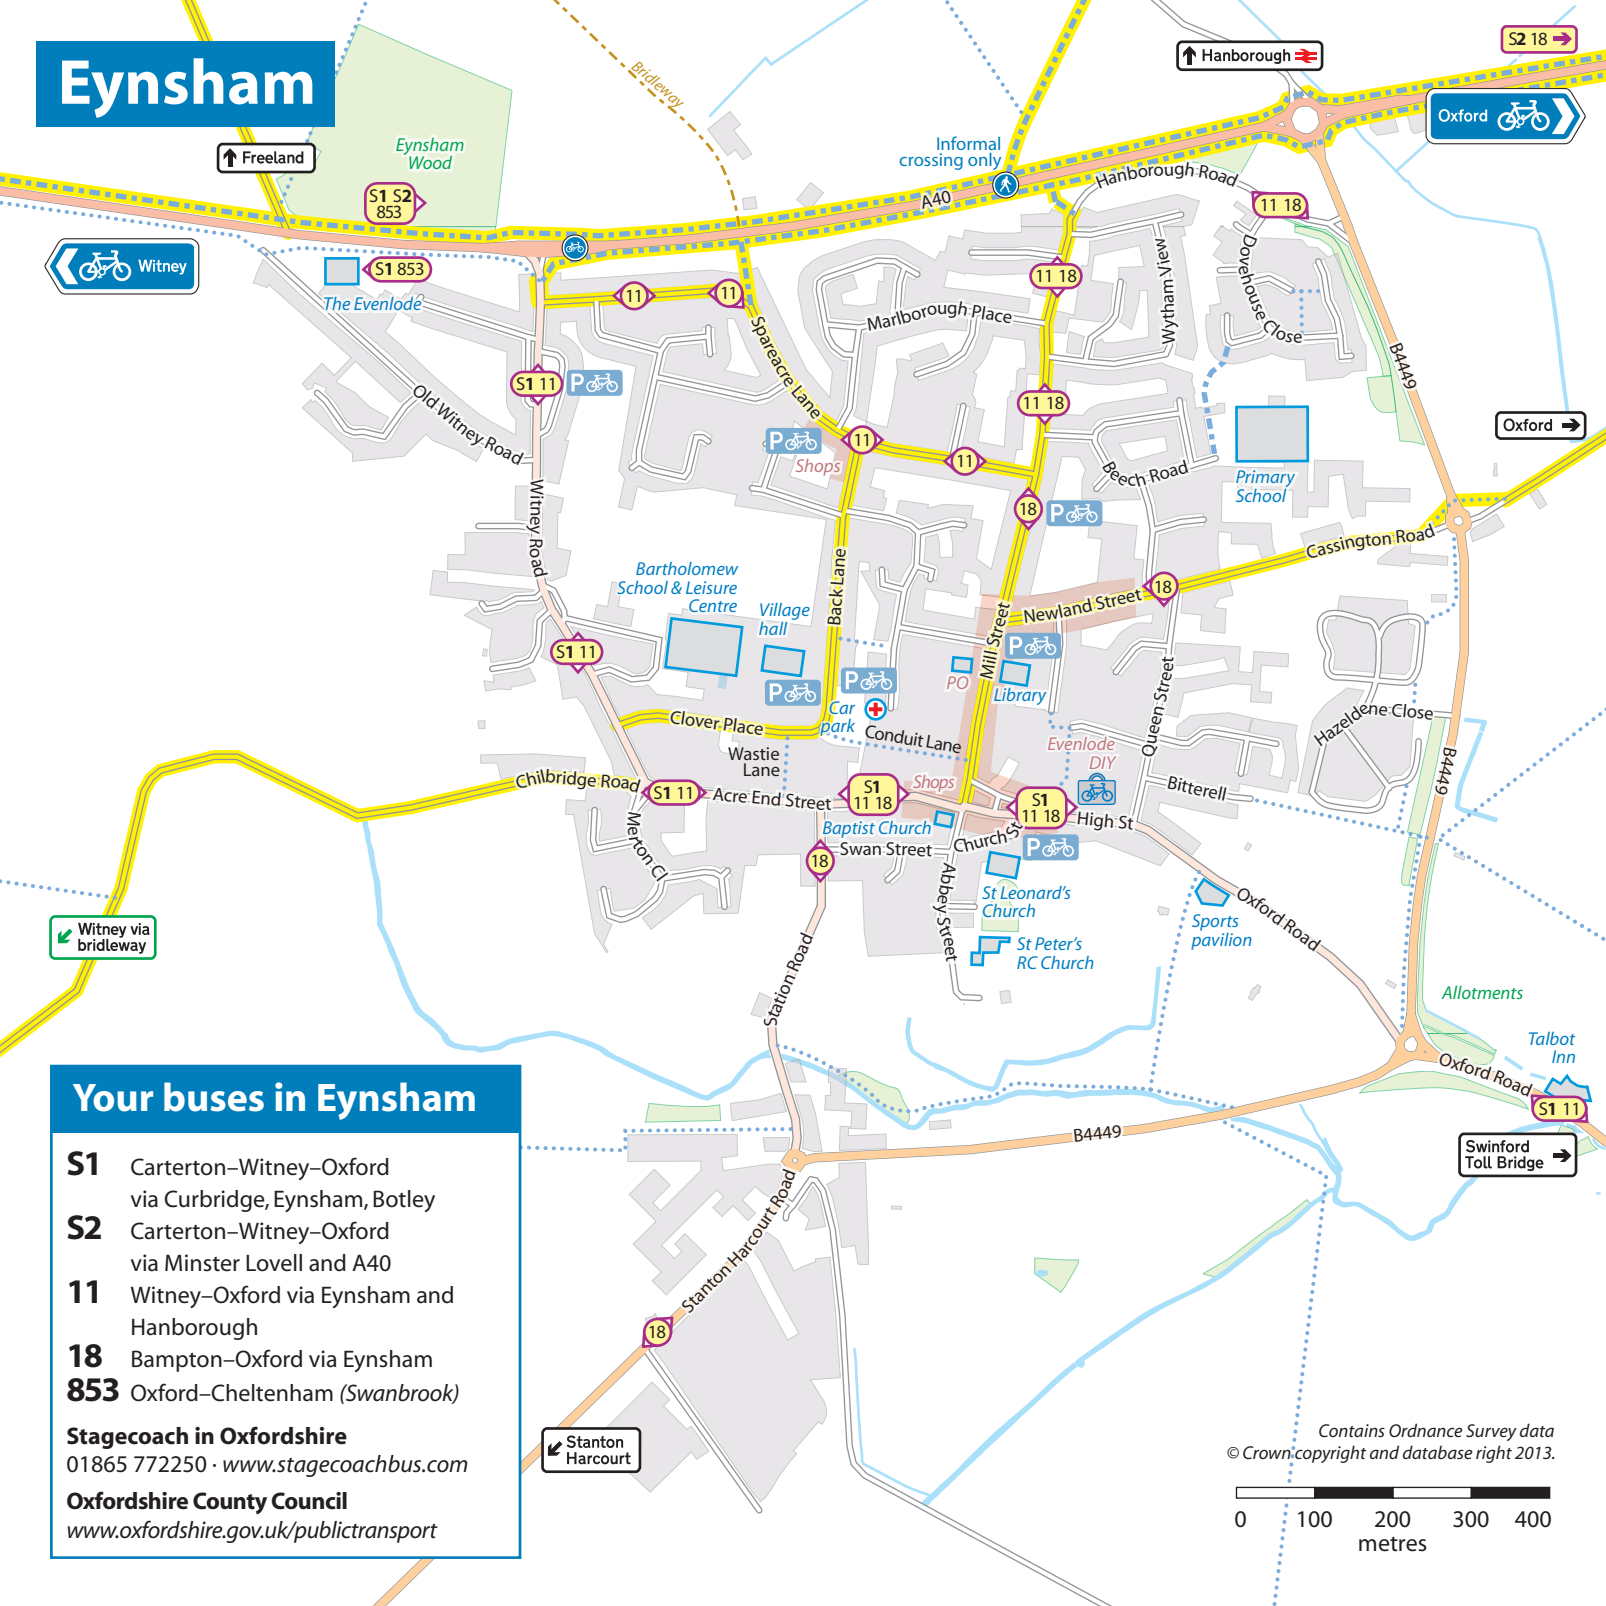 Eynsham
S2 18
Hanborough
Oxford
Bridleway
Informal
crossing only
Eynsham
Wood
Freeland
S1 S2
853
A40
Hanborough Road
11 18
Witney
S1 853
The Evenlode
11
11
11 18
Marlborough Place
Wytham View
Dovehouse Close
Spareacre Lane
B4449
S1 11
P
Old Witney Road
11 18
P
Shops
11
11
Beech Road
Primary
School
Oxford
Witney Road
18
P
Cassington Road
Back Lane
Bartholomew
School & Leisure
Centre
Village
hall
Newland Street
18
Mill Street
P
S1 11
PO
Library
P
P
Car
park
Conduit Lane
Clover Place
Wastie
Lane
Queen Street
Hazeldene Close
Evenlode
DIY
B4449
Chilbridge Road
S1 11
Acre End Street
S1
11 18
Shops
S1
11 18
High St
Bitterell
Merton Cl
Baptist Church
Church St
P
Swan Street
18
Abbey Street
St Leonard's
Church
Oxford Road
Sports
pavilion
Witney via
bridleway
St Peter's
RC Church
Station Road
Allotments
Talbot
Inn
Oxford Road
S1 11
B4449
Swinford
Toll Bridge
Stanton Harcourt Road
18
Stanton
Harcourt
Your buses in Eynsham
S1 Carterton–Witney–Oxford
via Curbridge, Eynsham, Botley
S2 Carterton–Witney–Oxford
via Minster Lovell and A40
11 Witney–Oxford via Eynsham and
Hanborough
18 Bampton–Oxford via Eynsham
853 Oxford–Cheltenham (Swanbrook)
Stagecoach in Oxfordshire
01865 772250 · www.stagecoachbus.com
Oxfordshire County Council
www.oxfordshire.gov.uk/publictransport
Contains Ordnance Survey data
© Crown copyright and database right 2013.
0 100 200 300 400
metres